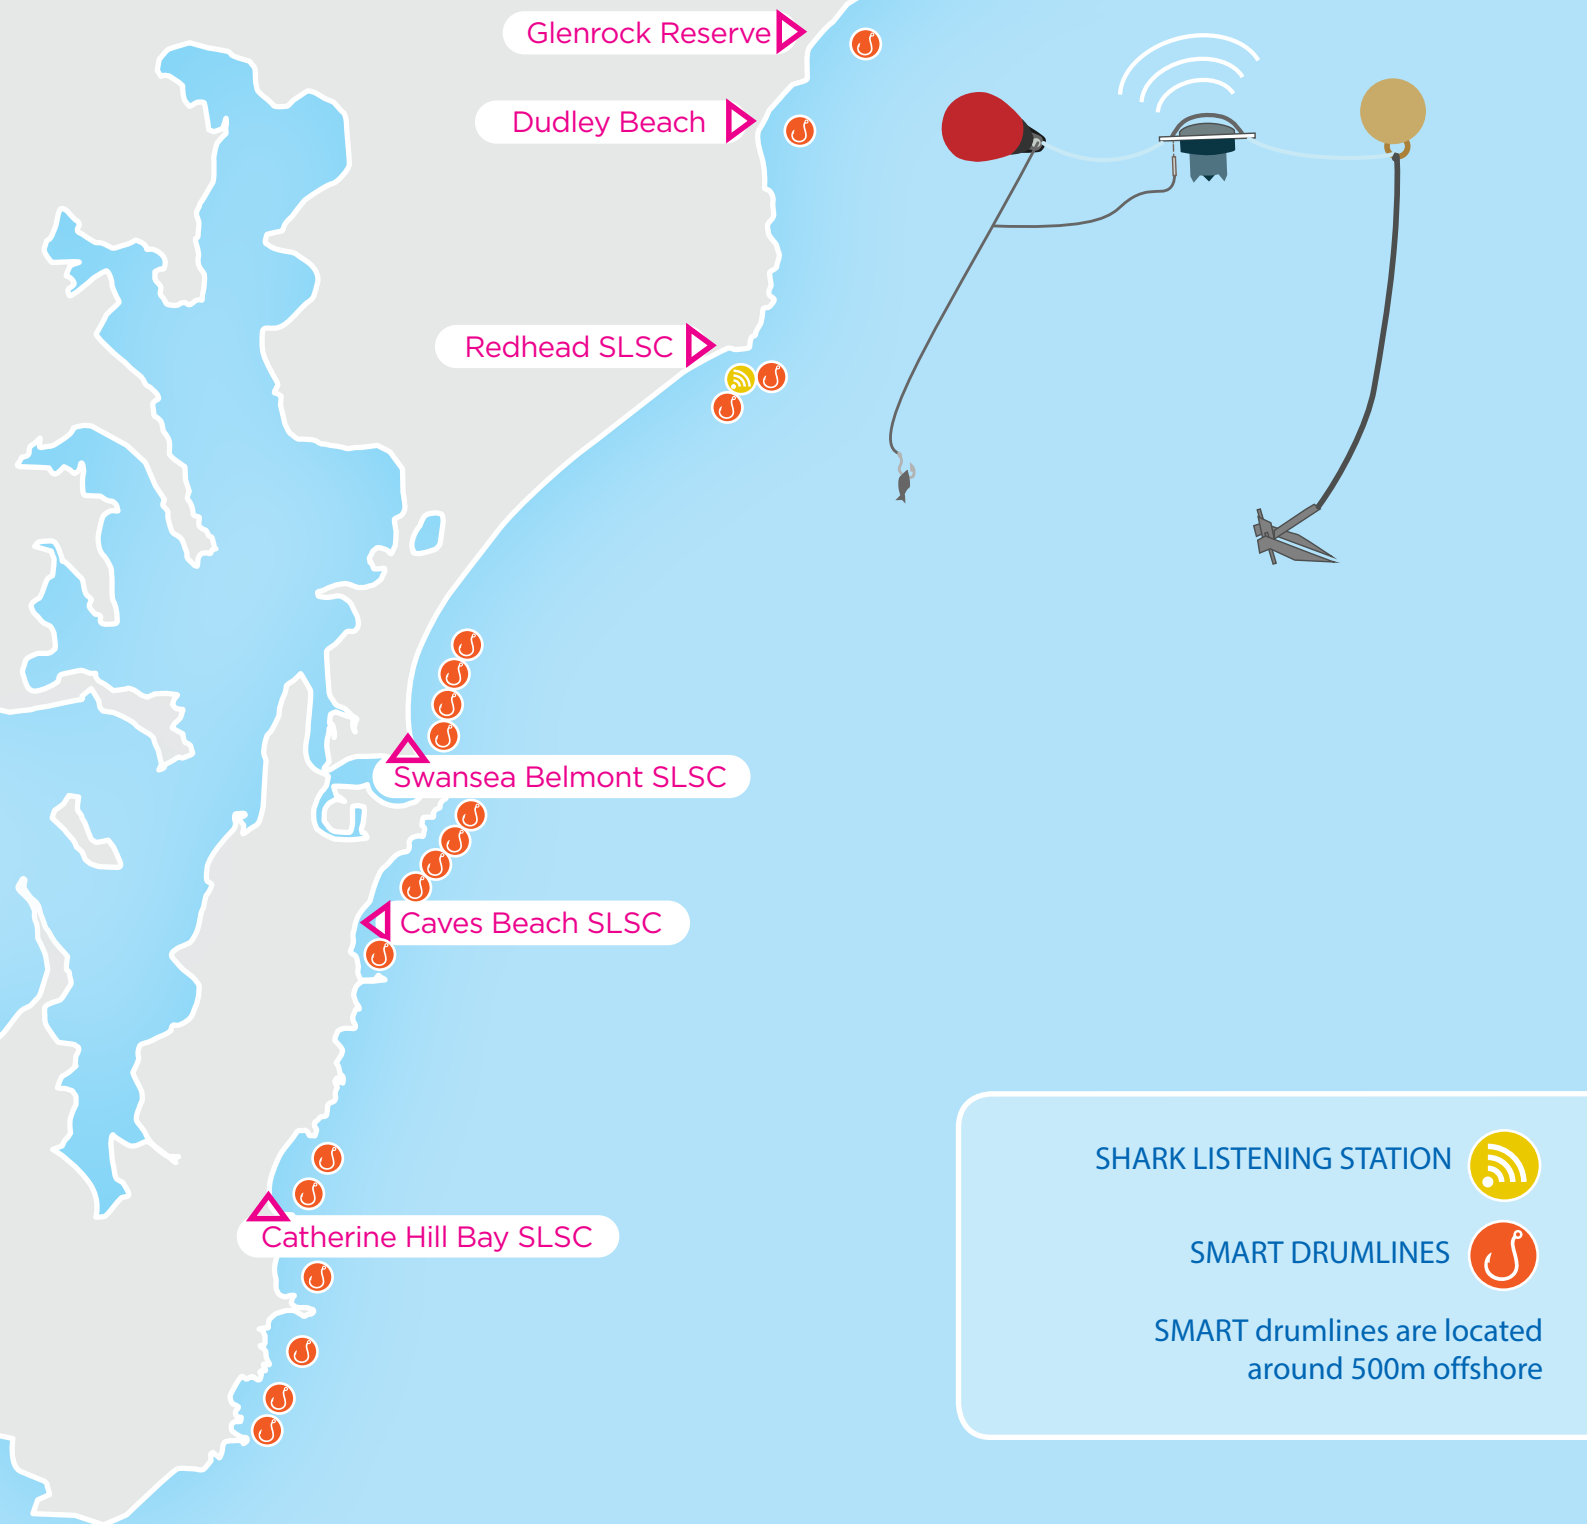 Glenrock Reserve
Dudley Beach
Redhead SLSC
Swansea Belmont SLSC
Caves Beach SLSC
Catherine Hill Bay SLSC
SHARK LISTENING STATION
SMART DRUMLINES
SMART drumlines are located
around 500m offshore